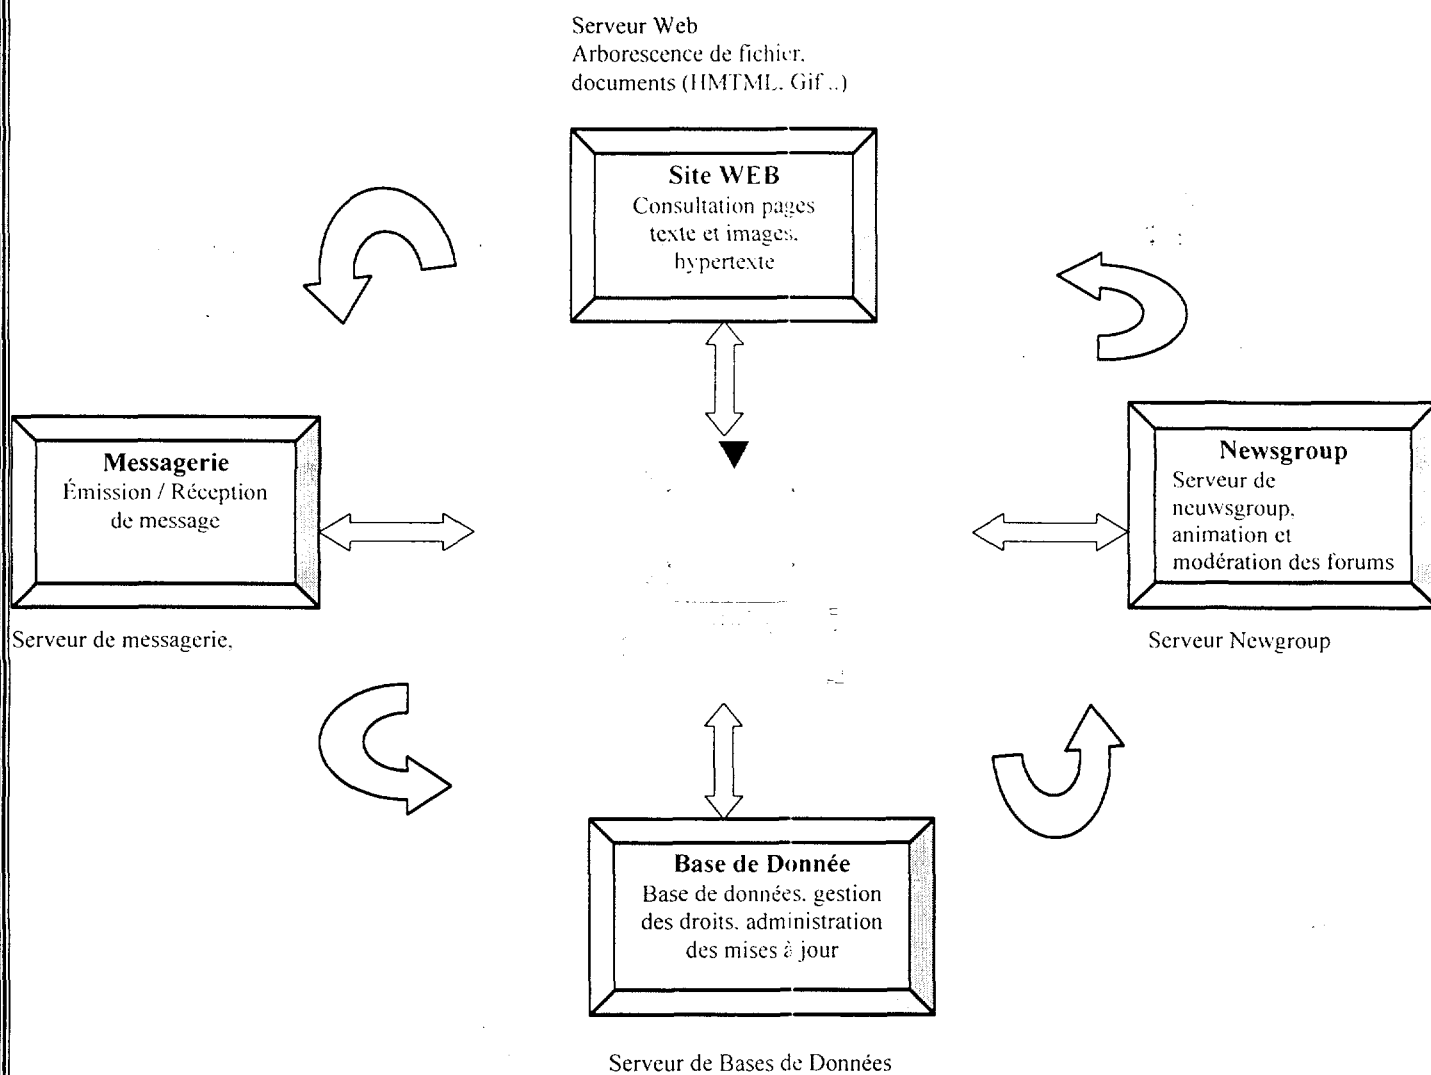 Serveur Web
Arborescence de fichier.
documents (HMTML. Gif ..)
Site WEB
Consultation pages
texte et images.
hypertexte
Messagerie
Émission / Réception
de message
Serveur de messagerie,
Newsgroup
Serveur de
neuwsgroup.
animation et
modération des forums
Serveur Newgroup
Base de Donnée
Base de données. gestion
des droits. administration
des mises à jour
Serveur de Bases de Données